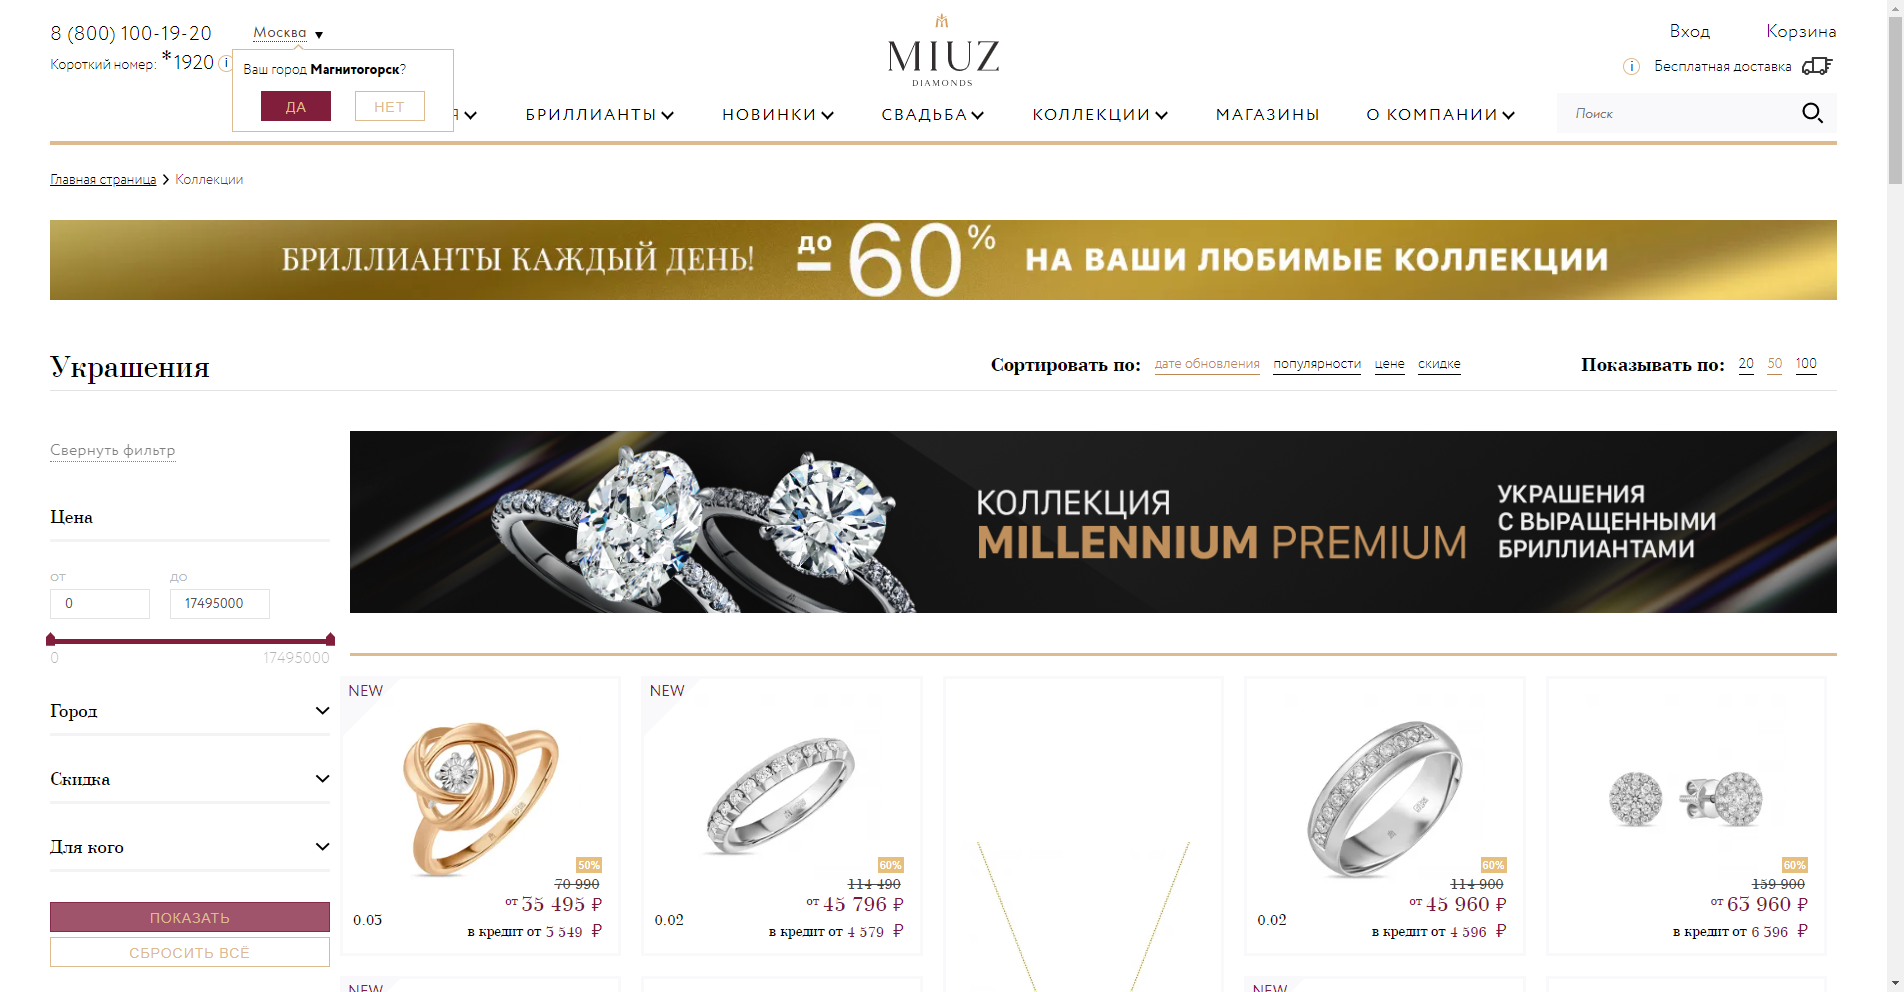 8 (800) 100-19-20
Москва ▼
MIUZ
DIAMONDS
Вход
Корзина
Короткий номер: *1920
Ваш город Магнитогорск?
ДА
НЕТ
Бесплатная доставка
БРИЛЛИАНТЫ
НОВИНКИ
СВАДЬБА
КОЛЛЕКЦИИ
МАГАЗИНЫ
О КОМПАНИИ
Поиск
Главная страница
Коллекции
БРИЛЛИАНТЫ КАЖДЫЙ ДЕНЬ! ДО 60% НА ВАШИ ЛЮБИМЫЕ КОЛЛЕКЦИИ
Украшения
Сортировать по: дате обновления популярности цене скидке
Показывать по: 20 50 100
Свернуть фильтр
Цена
от
до
0
17495000
0
17495000
Город
Скидка
Для кого
ПОКАЗАТЬ
СБРОСИТЬ ВСЁ
КОЛЛЕКЦИЯ
MILLENNIUM PREMIUM
УКРАШЕНИЯ
С ВЫРАЩЕННЫМИ
БРИЛЛИАНТАМИ
NEW
50%
70 990
от 35 495 ₽
0.03
в кредит от 3 549 ₽
NEW
60%
114 490
от 45 796 ₽
0.02
в кредит от 4 579 ₽
60%
114 900
от 45 960 ₽
0.02
в кредит от 4 596 ₽
60%
159 900
от 63 960 ₽
в кредит от 6 396 ₽
NEW
NEW